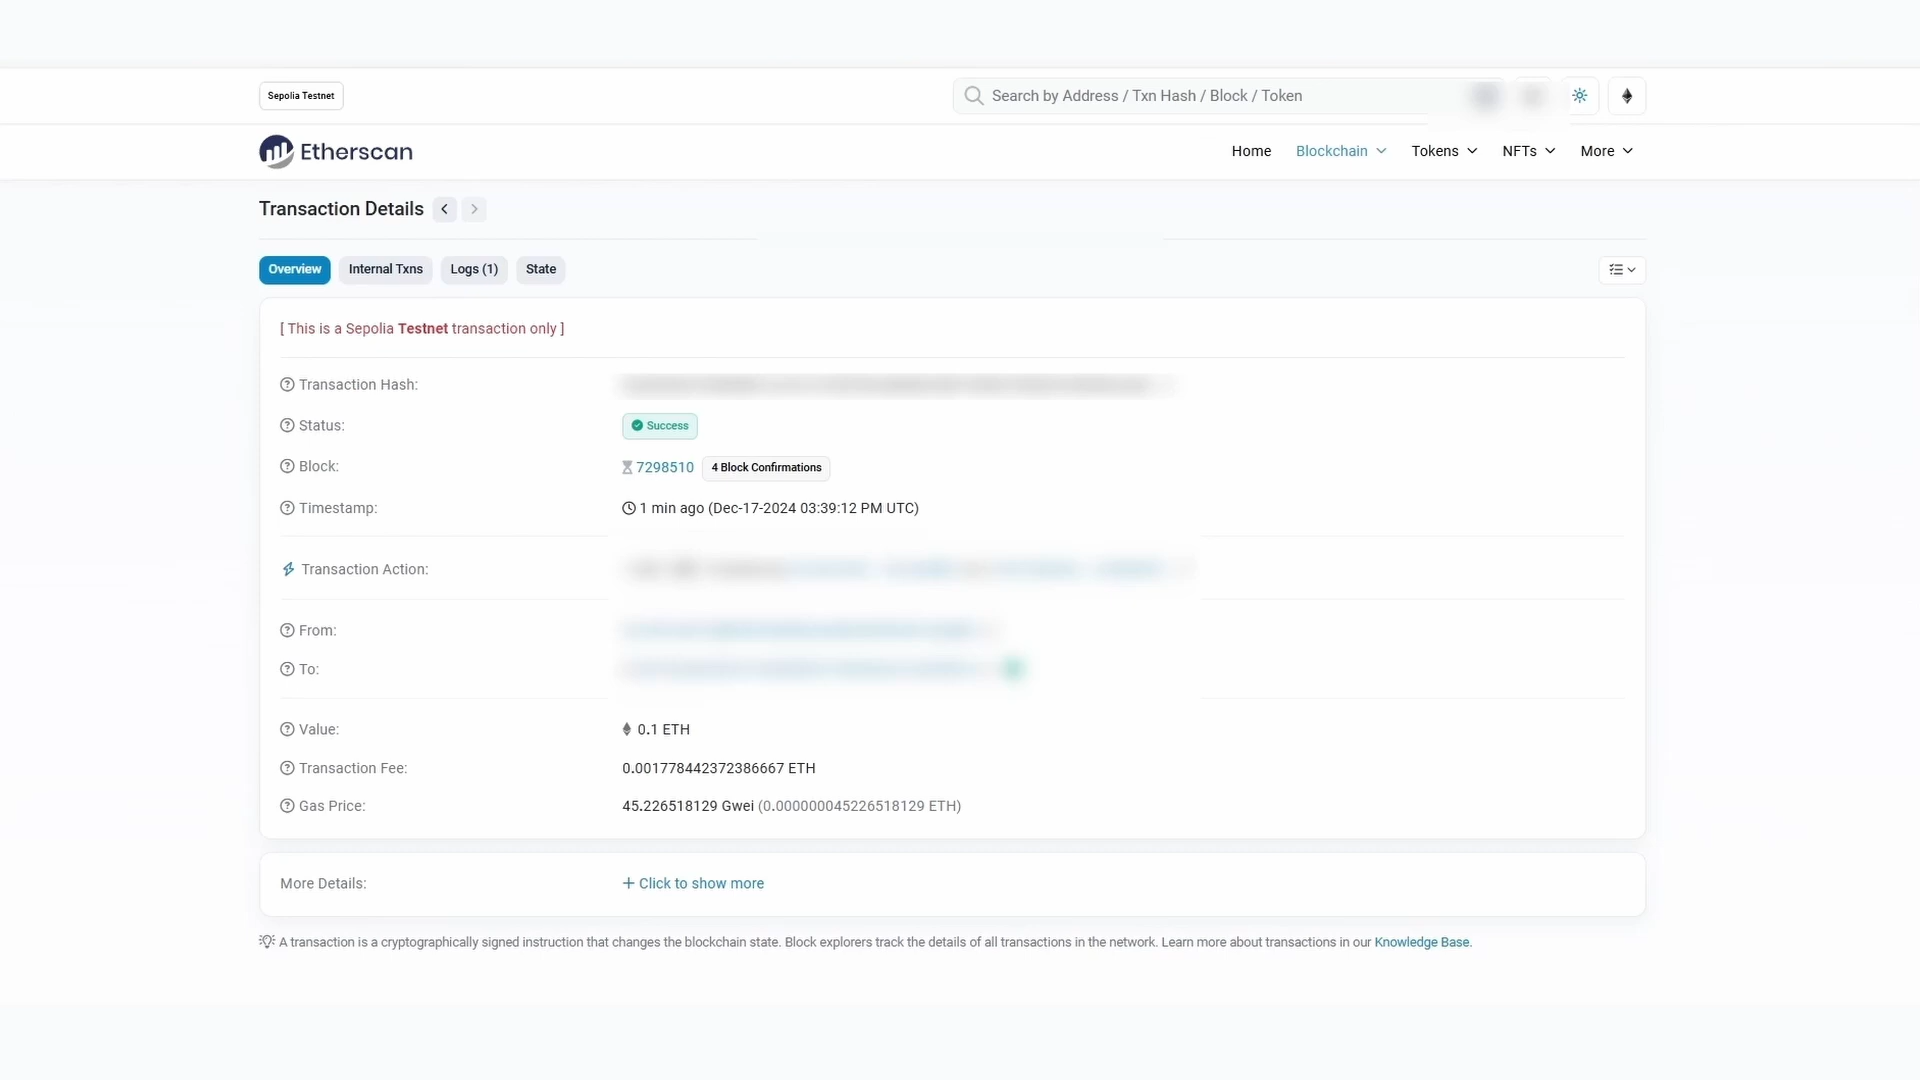 Sepolia Testnet
Search by Address / Txn Hash / Block / Token
Etherscan
Home Blockchain Tokens NFTs More
Transaction Details
Overview Internal Txns Logs (1) State
[ This is a Sepolia Testnet transaction only ]
Transaction Hash:
Status: Success
Block: 7298510 4 Block Confirmations
Timestamp: 1 min ago (Dec-17-2024 03:39:12 PM UTC)
Transaction Action:
From:
To:
Value: 0.1 ETH
Transaction Fee: 0.001778442372386667 ETH
Gas Price: 45.226518129 Gwei (0.000000045226518129 ETH)
More Details: + Click to show more
A transaction is a cryptographically signed instruction that changes the blockchain state. Block explorers track the details of all transactions in the network. Learn more about transactions in our Knowledge Base.